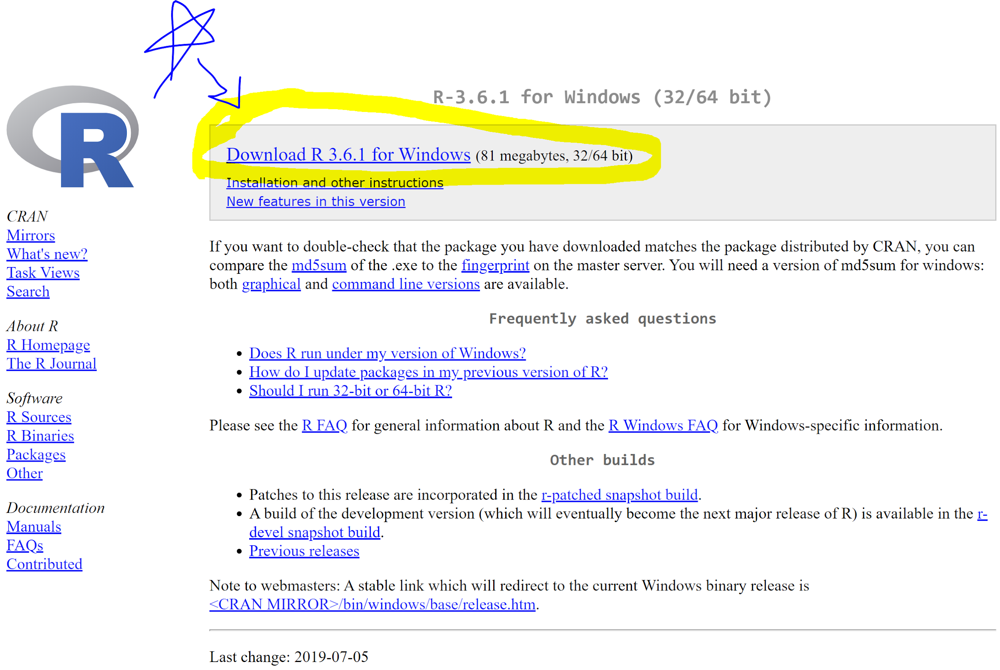 R
CRAN
Mirrors
What's new?
Task Views
Search
About R
R Homepage
The R Journal
Software
R Sources
R Binaries
Packages
Other
Documentation
Manuals
FAQs
Contributed
R-3.6.1 for Windows (32/64 bit)
Download R 3.6.1 for Windows (81 megabytes, 32/64 bit)
Installation and other instructions
New features in this version
If you want to double-check that the package you have downloaded matches the package distributed by CRAN, you can
compare the md5sum of the .exe to the fingerprint on the master server. You will need a version of md5sum for windows:
both graphical and command line versions are available.
Frequently asked questions
• Does R run under my version of Windows?
• How do I update packages in my previous version of R?
• Should I run 32-bit or 64-bit R?
Please see the R FAQ for general information about R and the R Windows FAQ for Windows-specific information.
Other builds
• Patches to this release are incorporated in the r-patched snapshot build.
• A build of the development version (which will eventually become the next major release of R) is available in the r-
devel snapshot build.
• Previous releases
Note to webmasters: A stable link which will redirect to the current Windows binary release is
<CRAN MIRROR>/bin/windows/base/release.htm.
Last change: 2019-07-05